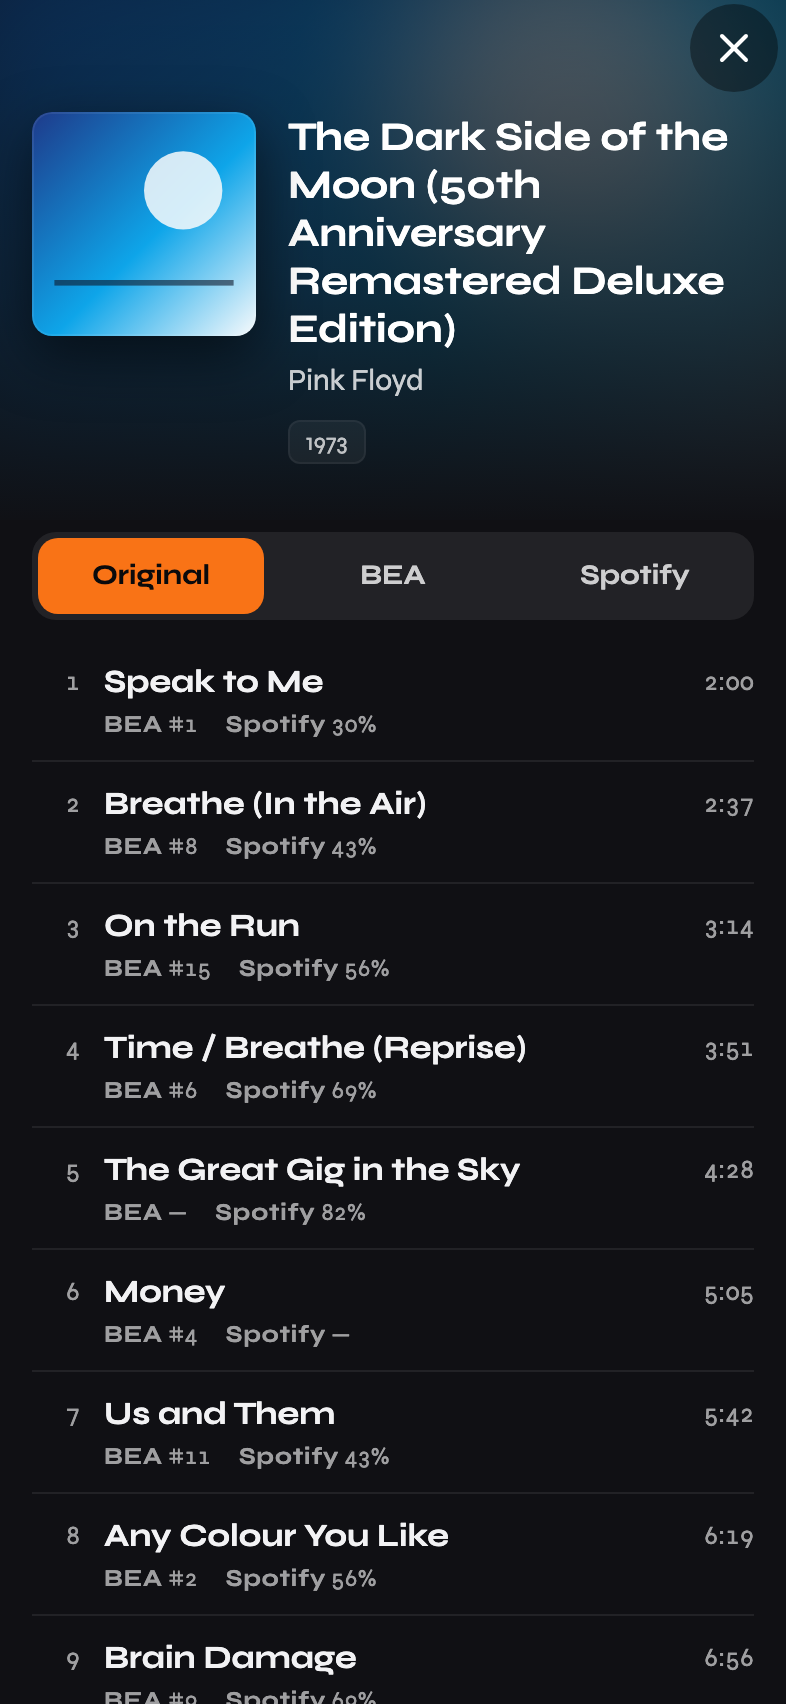 The Dark Side of the
Moon (50th
Anniversary
Remastered Deluxe
Edition)
Pink Floyd
1973
Original BEA Spotify
1 Speak to Me 2:00
BEA #1 Spotify 30%
2 Breathe (In the Air) 2:37
BEA #8 Spotify 43%
3 On the Run 3:14
BEA #15 Spotify 56%
4 Time / Breathe (Reprise) 3:51
BEA #6 Spotify 69%
5 The Great Gig in the Sky 4:28
BEA — Spotify 82%
6 Money 5:05
BEA #4 Spotify —
7 Us and Them 5:42
BEA #11 Spotify 43%
8 Any Colour You Like 6:19
BEA #2 Spotify 56%
9 Brain Damage 6:56
BEA #9 Spotify 69%